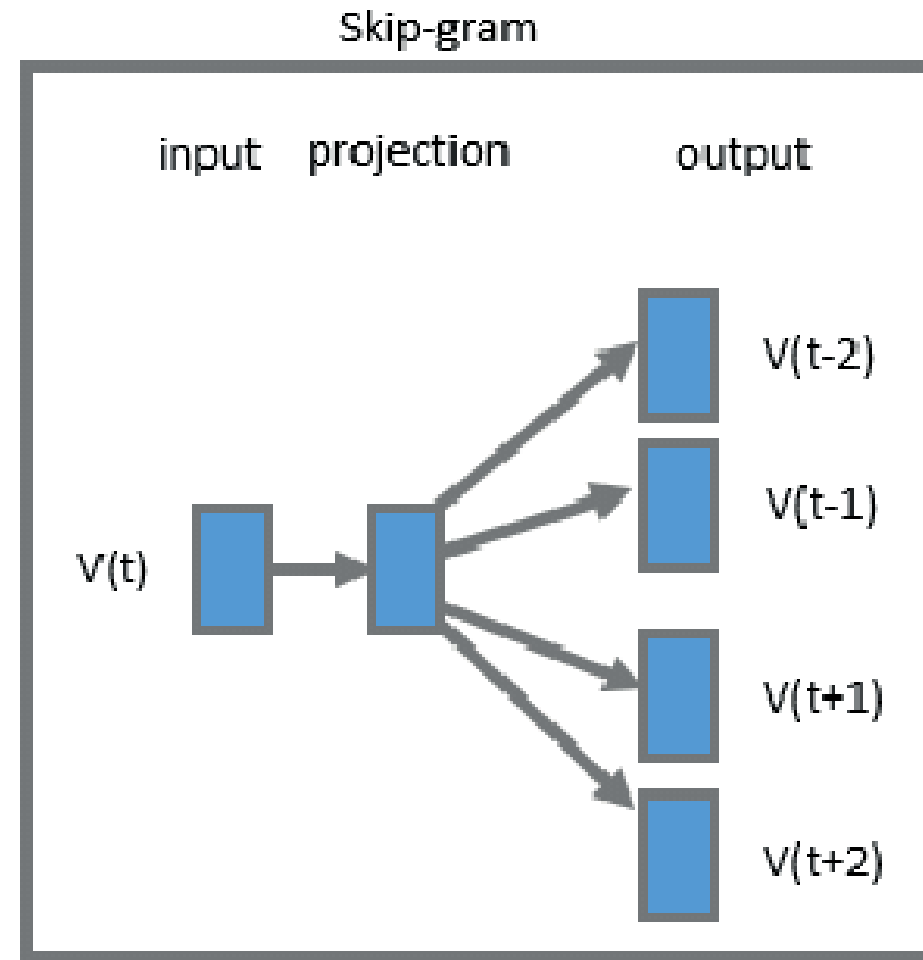 Skip-gram
input projection output
V(t-2)
V(t-1)
V(t)
V(t+1)
V(t+2)